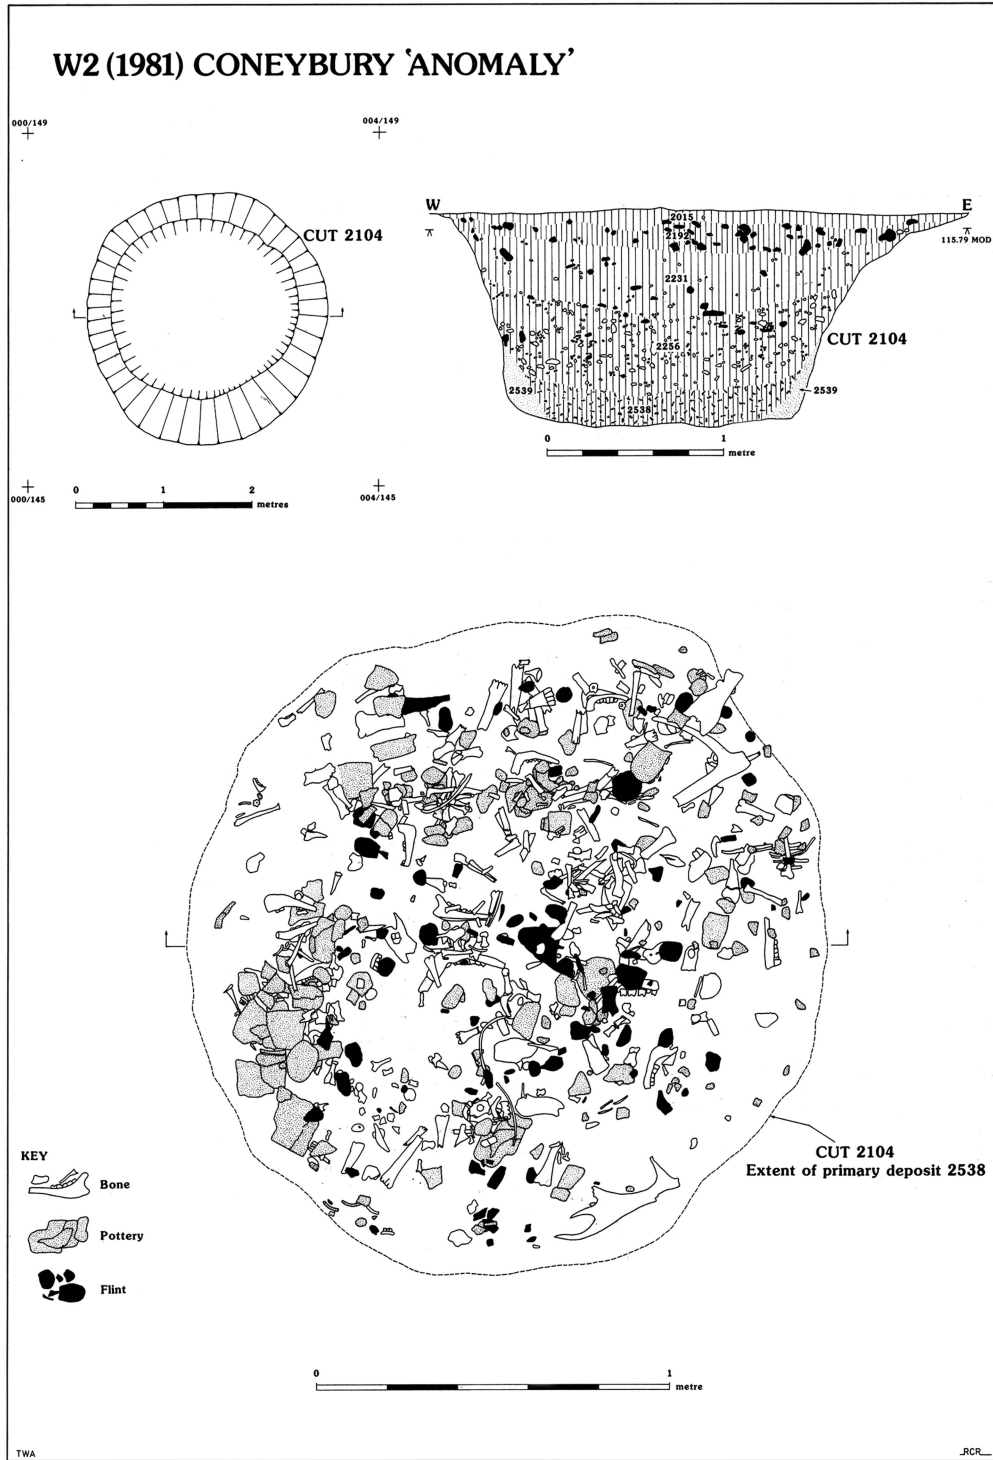 W2 (1981) CONEYBURY 'ANOMALY'
000/149
004/149
CUT 2104
000/145
004/145
0 1 2
metres
W
E
2015
2192
115.79 MOD
2231
CUT 2104
2256
2539
2539
2538
0 1
metre
CUT 2104
Extent of primary deposit 2538
KEY
Bone
Pottery
Flint
0 1
metre
TWA
RCR